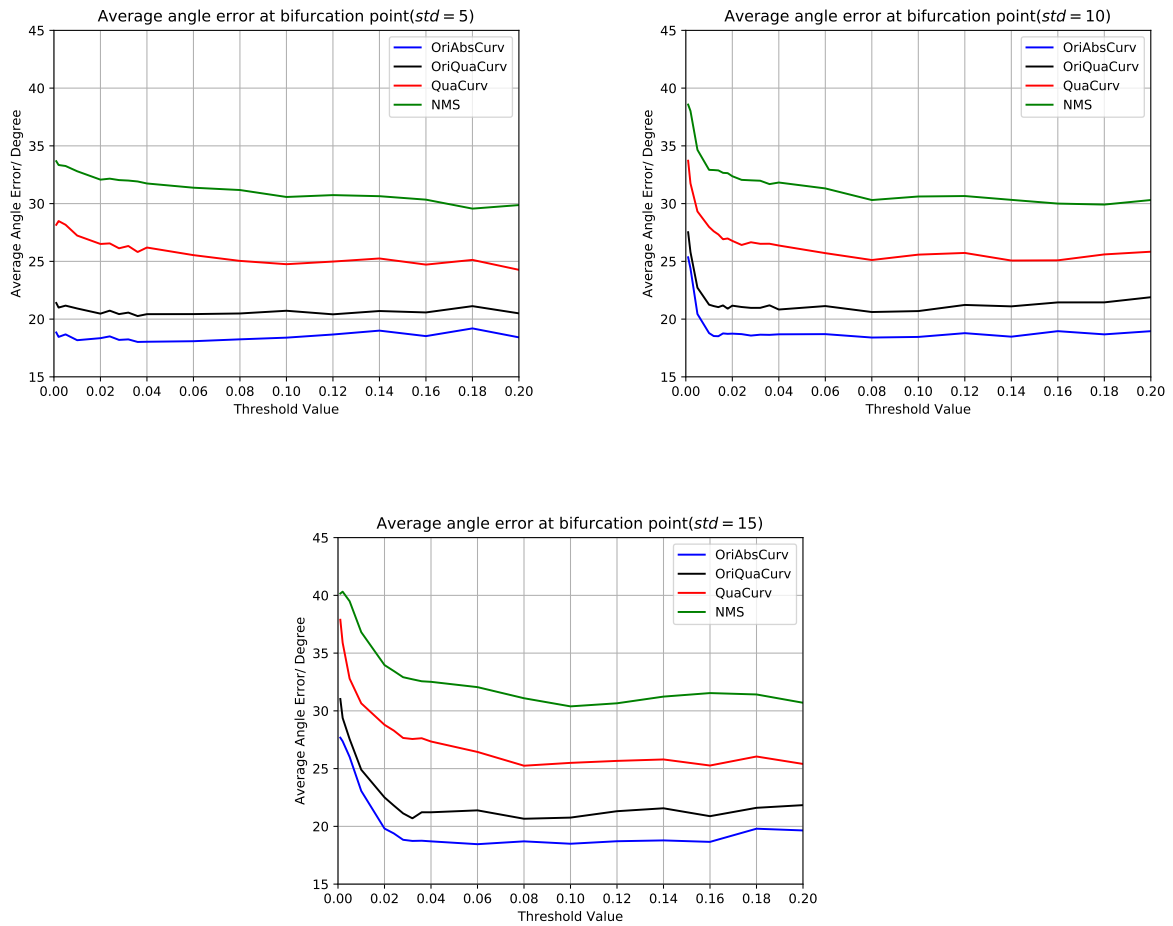 Average angle error at bifurcation point(std = 5)
45
40
35
30
25
20
15
Average Angle Error/ Degree
OriAbsCurv
OriQuaCurv
QuaCurv
NMS
0.00 0.02 0.04 0.06 0.08 0.10 0.12 0.14 0.16 0.18 0.20
Threshold Value
Average angle error at bifurcation point(std = 10)
45
40
35
30
25
20
15
Average Angle Error/ Degree
OriAbsCurv
OriQuaCurv
QuaCurv
NMS
0.00 0.02 0.04 0.06 0.08 0.10 0.12 0.14 0.16 0.18 0.20
Threshold Value
Average angle error at bifurcation point(std = 15)
45
40
35
30
25
20
15
Average Angle Error/ Degree
OriAbsCurv
OriQuaCurv
QuaCurv
NMS
0.00 0.02 0.04 0.06 0.08 0.10 0.12 0.14 0.16 0.18 0.20
Threshold Value